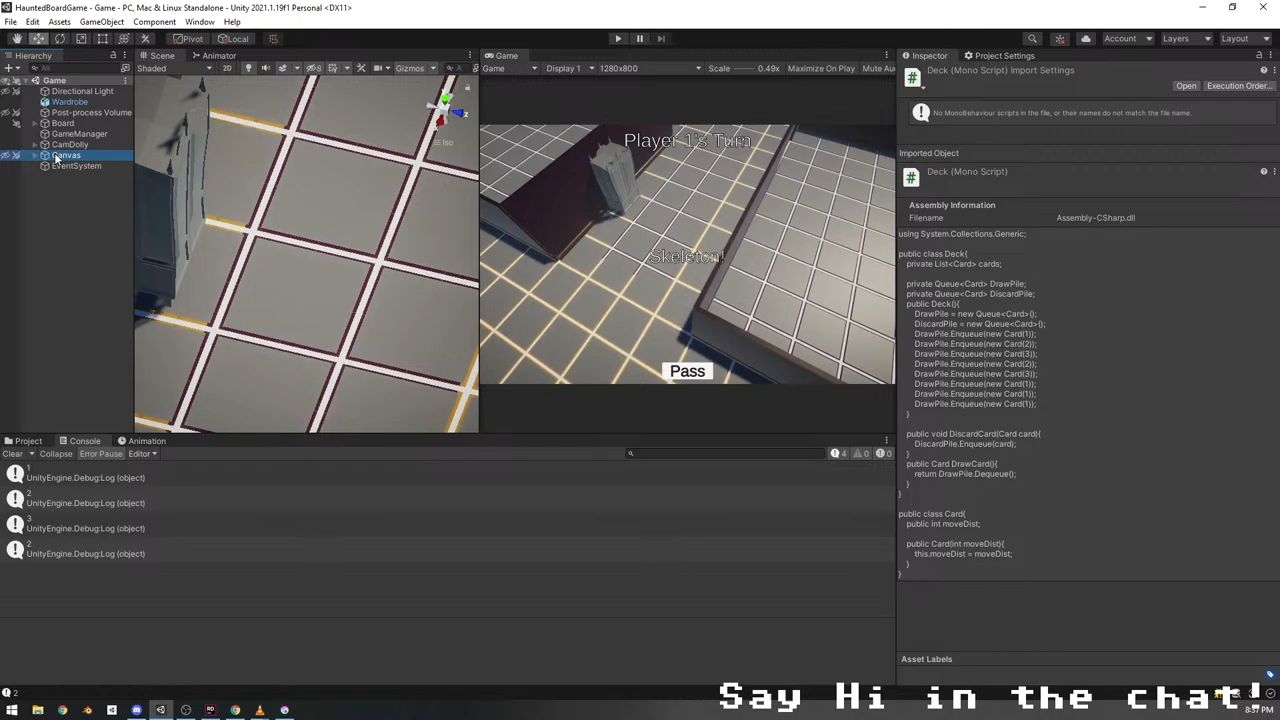 HauntedBoardGame - Game - PC, Mac & Linux Standalone - Unity 2021.1.19f1 Personal <DX11>
File Edit Assets GameObject Component Window Help
Pivot Local Account Layers Layout
Hierarchy
All
Game
Directional Light
Wardrobe
Post-process Volume
Board
GameManager
CamDolly
Canvas
EventSystem
Scene Animator
Shaded 2D Gizmos A
z
Iso
Game
Game Display 1 1280x800 Scale 0.49x Maximize On Play Mute Au
Player 1's Turn
Skeleton!
Pass
Inspector Project Settings
Deck (Mono Script) Import Settings
Open Execution Order...
No MonoBehaviour scripts in the file, or their names do not match the file name.
Imported Object
Deck (Mono Script)
Assembly Information
Filename Assembly-CSharp.dll
using System.Collections.Generic;
public class Deck{
private List<Card> cards;
private Queue<Card> DrawPile;
private Queue<Card> DiscardPile;
public Deck(){
DrawPile = new Queue<Card>();
DiscardPile = new Queue<Card>();
DrawPile.Enqueue(new Card(1));
DrawPile.Enqueue(new Card(2));
DrawPile.Enqueue(new Card(3));
DrawPile.Enqueue(new Card(2));
DrawPile.Enqueue(new Card(3));
DrawPile.Enqueue(new Card(1));
DrawPile.Enqueue(new Card(1));
DrawPile.Enqueue(new Card(1));
}
public void DiscardCard(Card card){
DiscardPile.Enqueue(card);
}
public Card DrawCard(){
return DrawPile.Dequeue();
}
}
public class Card{
public int moveDist;
public Card(int moveDist){
this.moveDist = moveDist;
}
}
Asset Labels
Project Console Animation
Clear Collapse Error Pause Editor 4 0 0
1
UnityEngine.Debug:Log (object)
2
UnityEngine.Debug:Log (object)
3
UnityEngine.Debug:Log (object)
2
UnityEngine.Debug:Log (object)
2
Say Hi in the chat!
8:37 PM